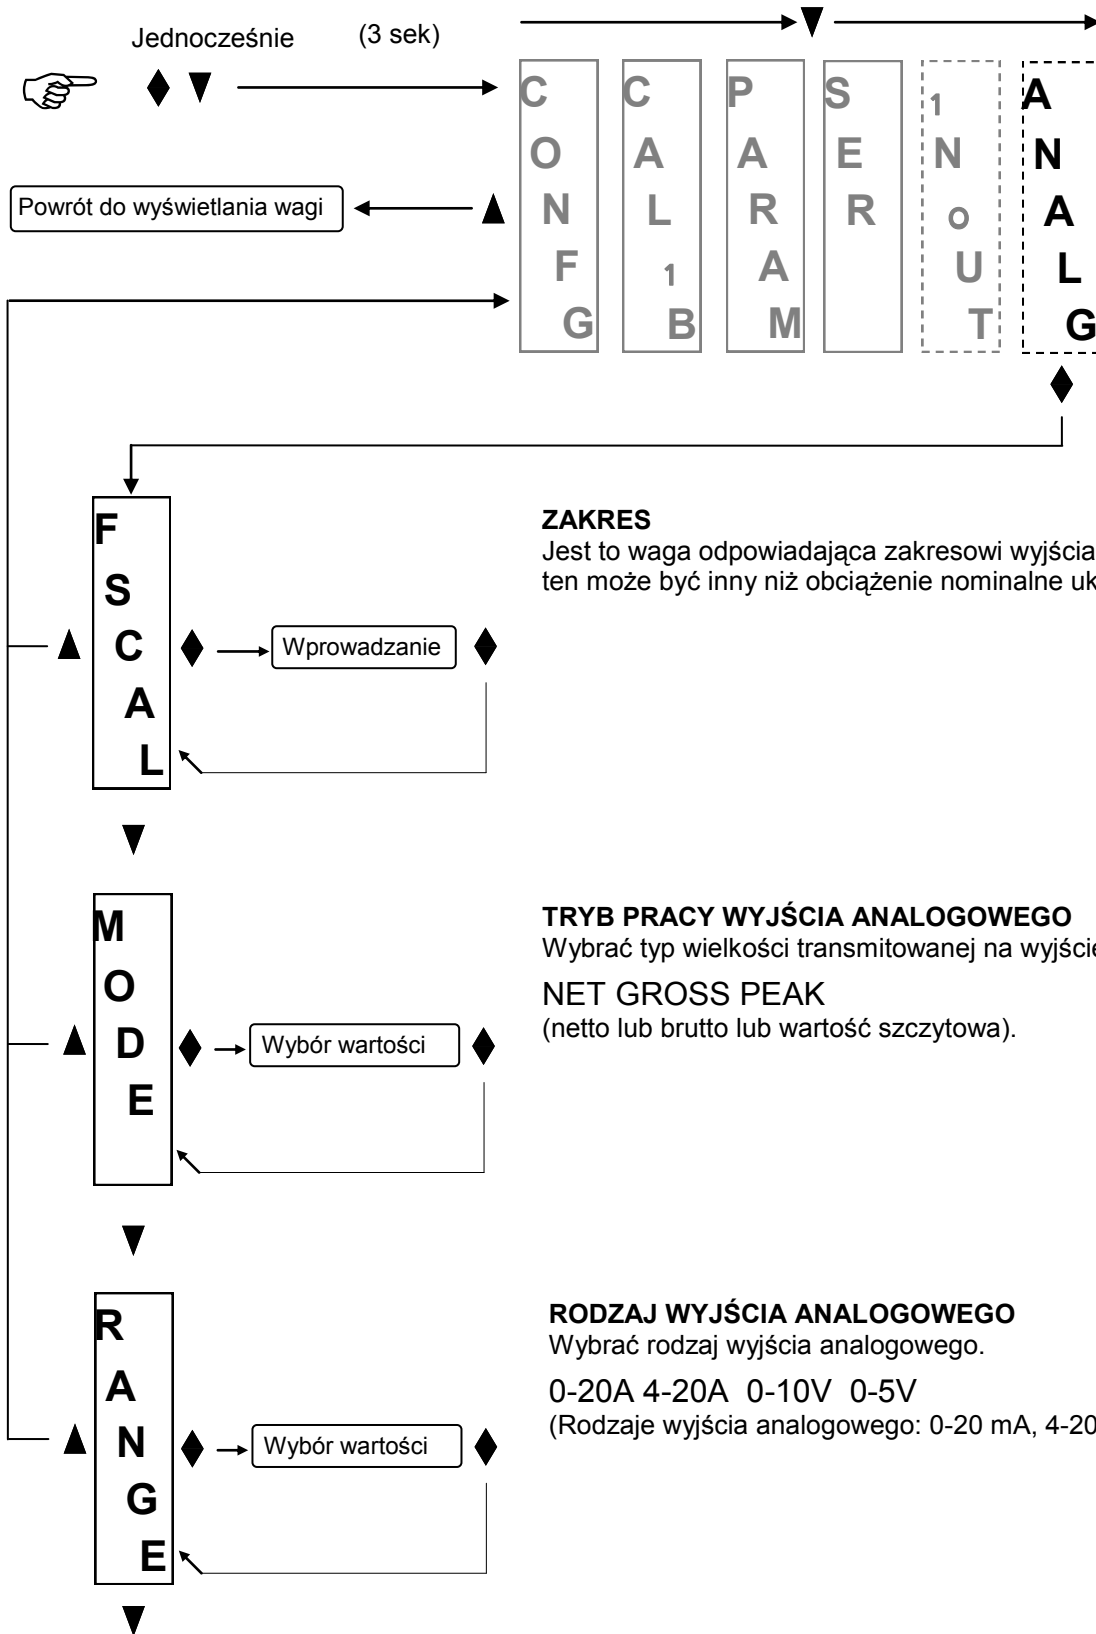 Jednocześnie (3 sek)
CONFG
CAL1B
PARAM
SER
1NoUT
ANALG
Powrót do wyświetlania wagi
FSCAL
ZAKRES
Jest to waga odpowiadająca zakresowi wyjścia
ten może być inny niż obciążenie nominalne
Wprowadzanie
MODE
TRYB PRACY WYJŚCIA ANALOGOWEGO
Wybrać typ wielkości transmitowanej na wyjście
NET GROSS PEAK
(netto lub brutto lub wartość szczytowa).
Wybór wartości
RANGE
RODZAJ WYJŚCIA ANALOGOWEGO
Wybrać rodzaj wyjścia analogowego.
0-20A 4-20A 0-10V 0-5V
(Rodzaje wyjścia analogowego: 0-20 mA, 4-20
Wybór wartości